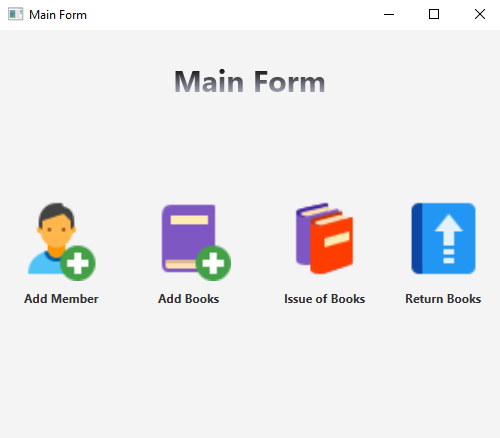 Main Form
Main Form
Add Member
Add Books
Issue of Books
Return Books